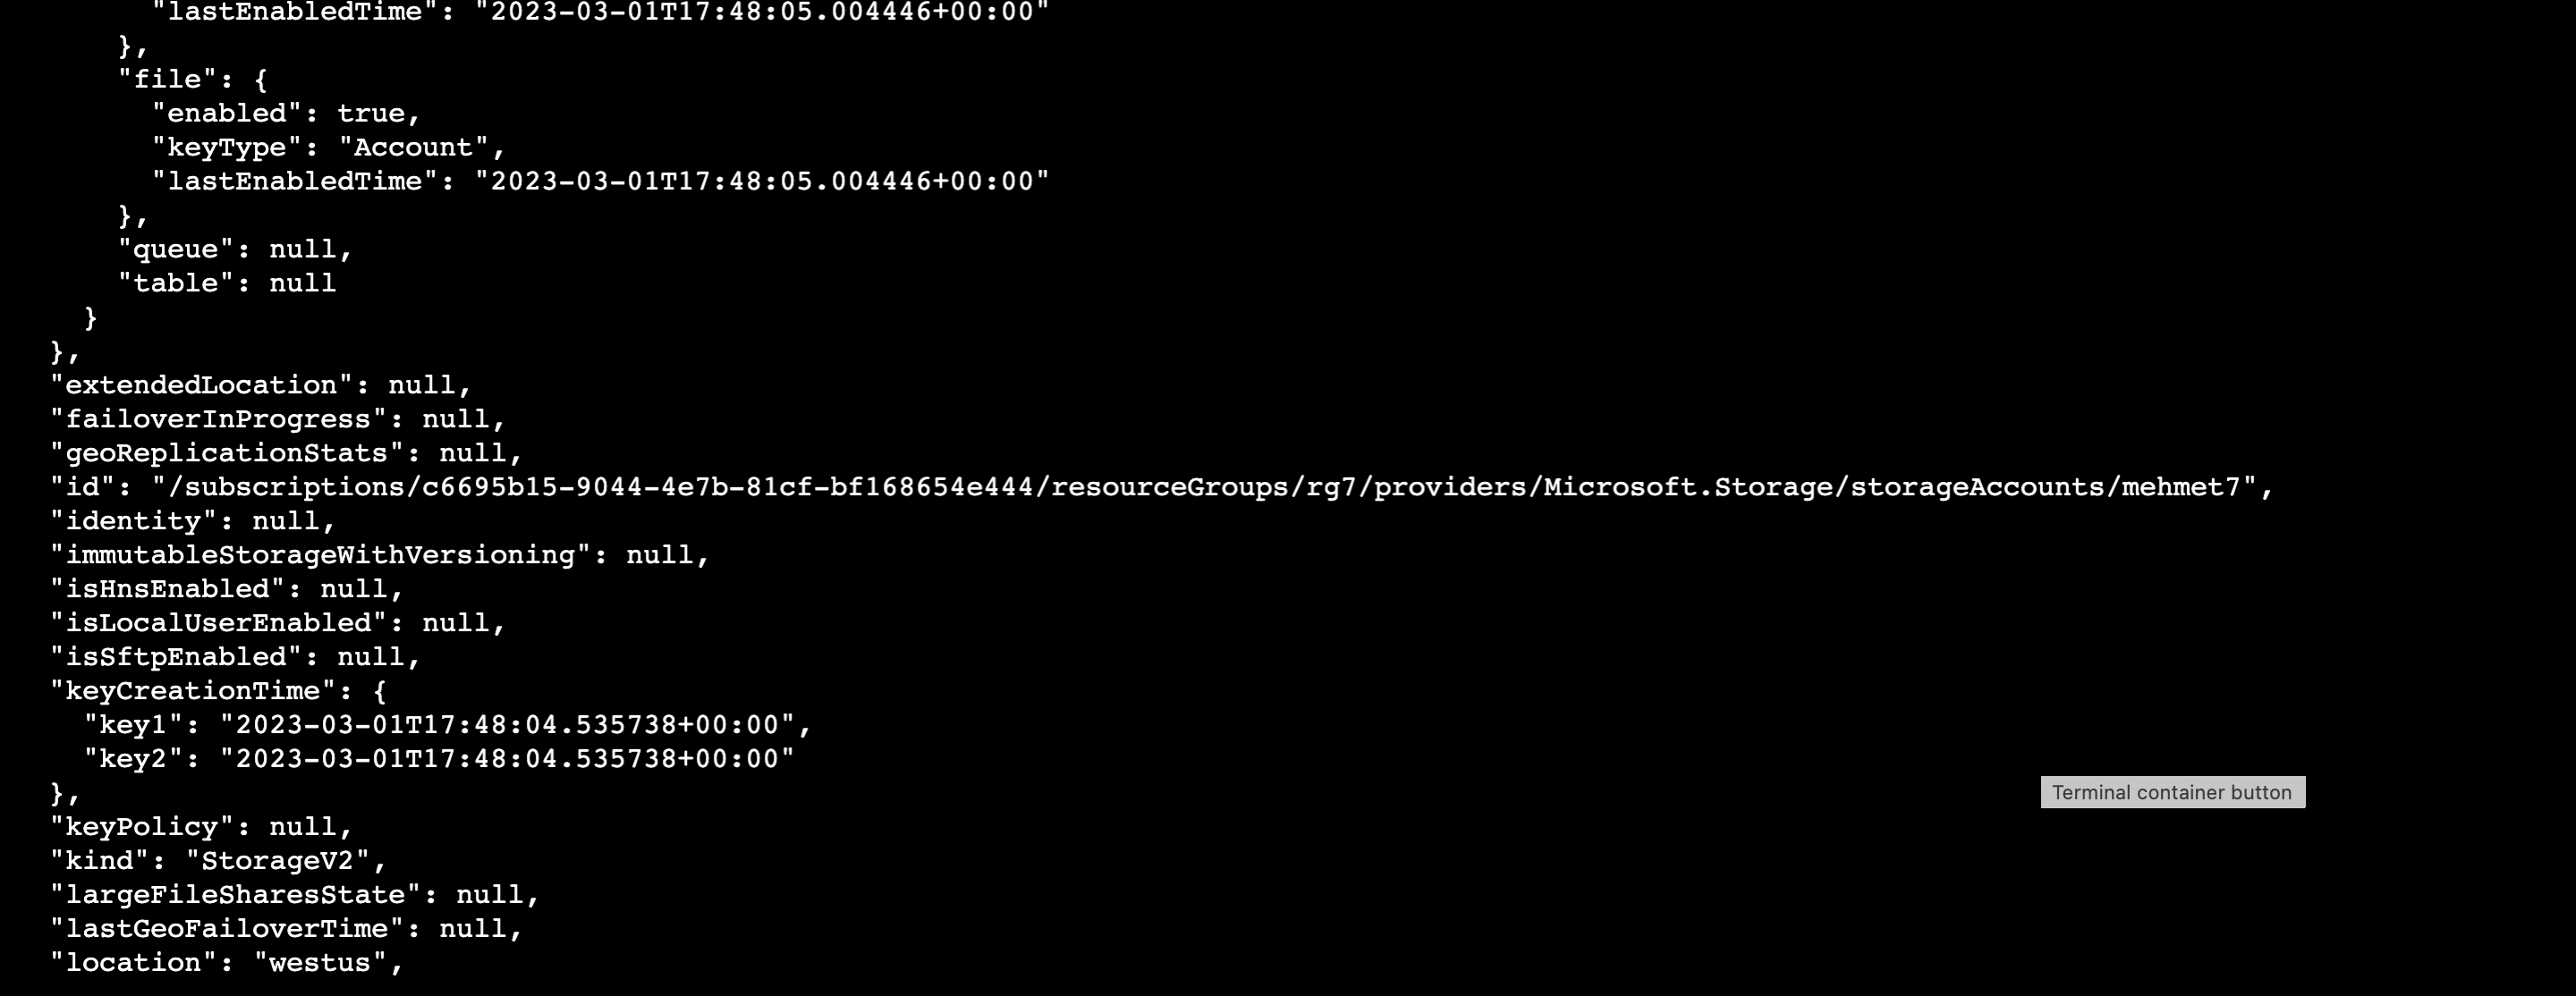 "lastEnabledTime": "2023-03-01T17:48:05.004446+00:00"
},
"file": {
"enabled": true,
"keyType": "Account",
"lastEnabledTime": "2023-03-01T17:48:05.004446+00:00"
},
"queue": null,
"table": null
}
},
"extendedLocation": null,
"failoverInProgress": null,
"geoReplicationStats": null,
"id": "/subscriptions/c6695b15-9044-4e7b-81cf-bf168654e444/resourceGroups/rg7/providers/Microsoft.Storage/storageAccounts/mehmet7",
"identity": null,
"immutableStorageWithVersioning": null,
"isHnsEnabled": null,
"isLocalUserEnabled": null,
"isSftpEnabled": null,
"keyCreationTime": {
"key1": "2023-03-01T17:48:04.535738+00:00",
"key2": "2023-03-01T17:48:04.535738+00:00"
},
Terminal container button
"keyPolicy": null,
"kind": "StorageV2",
"largeFileSharesState": null,
"lastGeoFailoverTime": null,
"location": "westus",